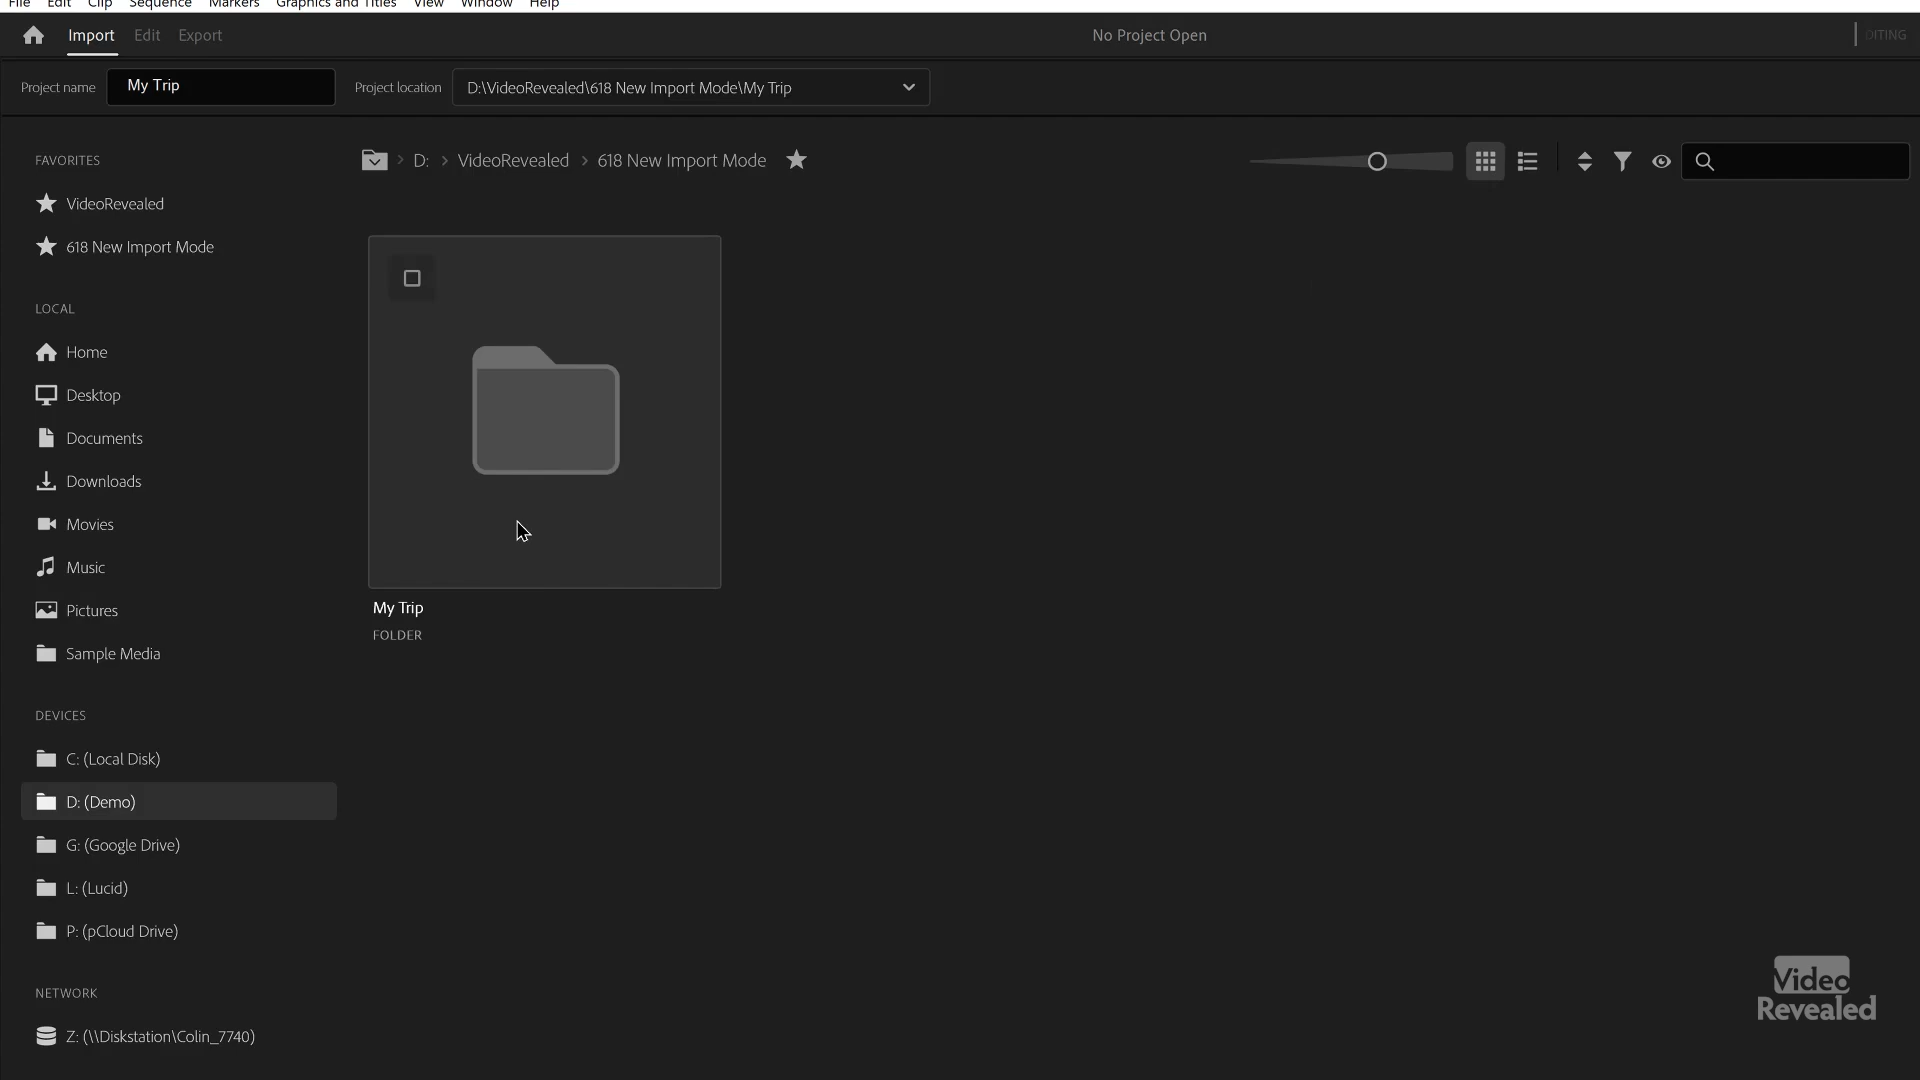 File Edit Clip Sequence Markers Graphics and Titles View Window Help
Import Edit Export
No Project Open
DITING
Project name
My Trip
Project location
D:\VideoRevealed\618 New Import Mode\My Trip
FAVORITES
VideoRevealed
618 New Import Mode
LOCAL
Home
Desktop
Documents
Downloads
Movies
Music
Pictures
Sample Media
DEVICES
C: (Local Disk)
D: (Demo)
G: (Google Drive)
L: (Lucid)
P: (pCloud Drive)
NETWORK
Z: (\\Diskstation\Colin_7740)
D: > VideoRevealed > 618 New Import Mode
My Trip
FOLDER
Video
Revealed